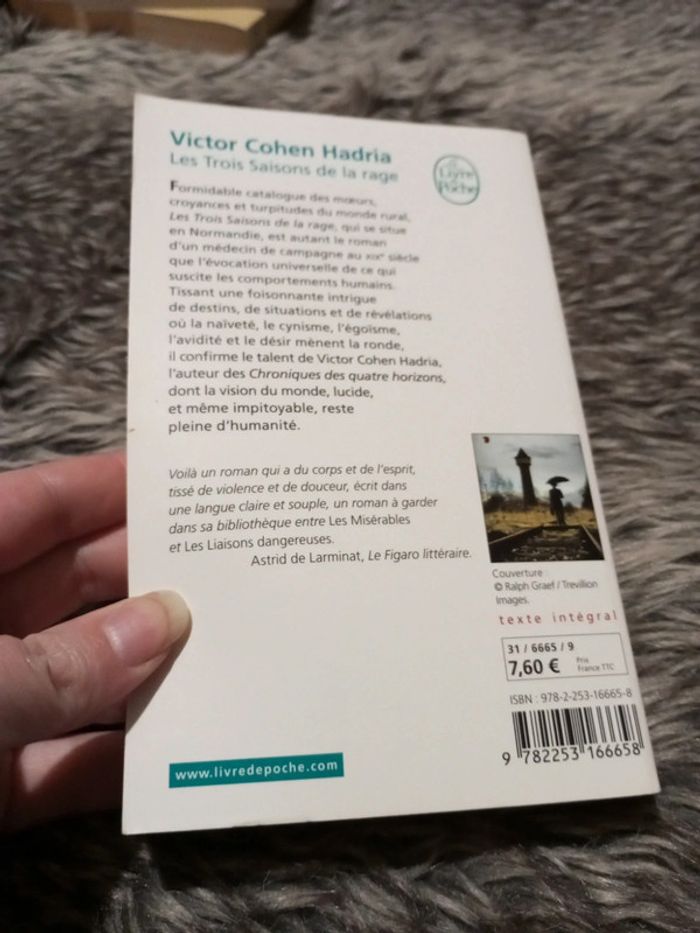 Victor Cohen Hadria
Les Trois Saisons de la rage
Le Livre de Poche
Formidable catalogue des mœurs,
croyances et turpitudes du monde rural,
Les Trois Saisons de la rage, qui se situe
en Normandie, est autant le roman
d'un médecin de campagne au XIXe siècle
que l'évocation universelle de ce qui
suscite les comportements humains.
Tissant une foisonnante intrigue
de destins, de situations et de révélations
où la naïveté, le cynisme, l'égoïsme,
l'avidité et le désir mènent la ronde,
il confirme le talent de Victor Cohen Hadria,
l'auteur des Chroniques des quatre horizons,
dont la vision du monde, lucide,
et même impitoyable, reste
pleine d'humanité.
Voilà un roman qui a du corps et de l'esprit,
tissé de violence et de douceur, écrit dans
une langue claire et souple, un roman à garder
dans sa bibliothèque entre Les Misérables
et Les Liaisons dangereuses.
Astrid de Larminat, Le Figaro littéraire.
Couverture :
© Ralph Graef / Trevillion
Images.
texte intégral
31 / 6665 / 9
7,60 €
Prix
France TTC
ISBN : 978-2-253-16665-8
9 782253 166658
www.livredepoche.com